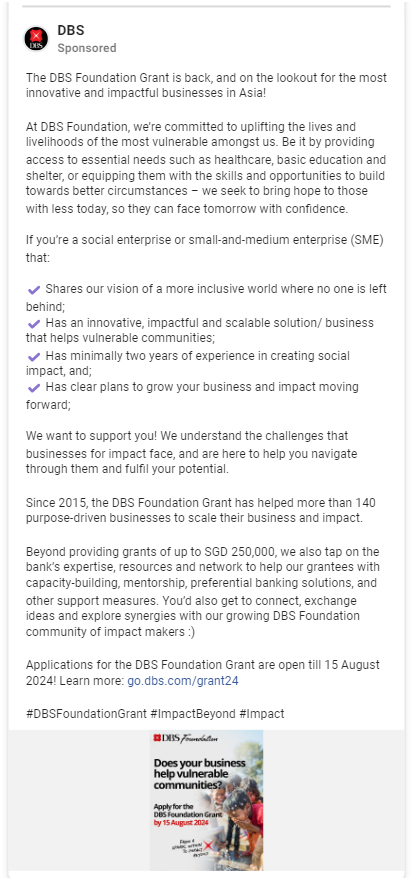 DBS
Sponsored
The DBS Foundation Grant is back, and on the lookout for the most
innovative and impactful businesses in Asia!
At DBS Foundation, we're committed to uplifting the lives and
livelihoods of the most vulnerable amongst us. Be it by providing
access to essential needs such as healthcare, basic education and
shelter, or equipping them with the skills and opportunities to build
towards better circumstances – we seek to bring hope to those
with less today, so they can face tomorrow with confidence.
If you're a social enterprise or small-and-medium enterprise (SME)
that:
✔ Shares our vision of a more inclusive world where no one is left
behind;
✔ Has an innovative, impactful and scalable solution/ business
that helps vulnerable communities;
✔ Has minimally two years of experience in creating social
impact, and;
✔ Has clear plans to grow your business and impact moving
forward;
We want to support you! We understand the challenges that
businesses for impact face, and are here to help you navigate
through them and fulfil your potential.
Since 2015, the DBS Foundation Grant has helped more than 140
purpose-driven businesses to scale their business and impact.
Beyond providing grants of up to SGD 250,000, we also tap on the
bank's expertise, resources and network to help our grantees with
capacity-building, mentorship, preferential banking solutions, and
other support measures. You'd also get to connect, exchange
ideas and explore synergies with our growing DBS Foundation
community of impact makers :)
Applications for the DBS Foundation Grant are open till 15 August
2024! Learn more: go.dbs.com/grant24
#DBSFoundationGrant #ImpactBeyond #Impact
DBS Foundation
Does your business
help vulnerable
communities?
Apply for the
DBS Foundation Grant
by 15 August 2024